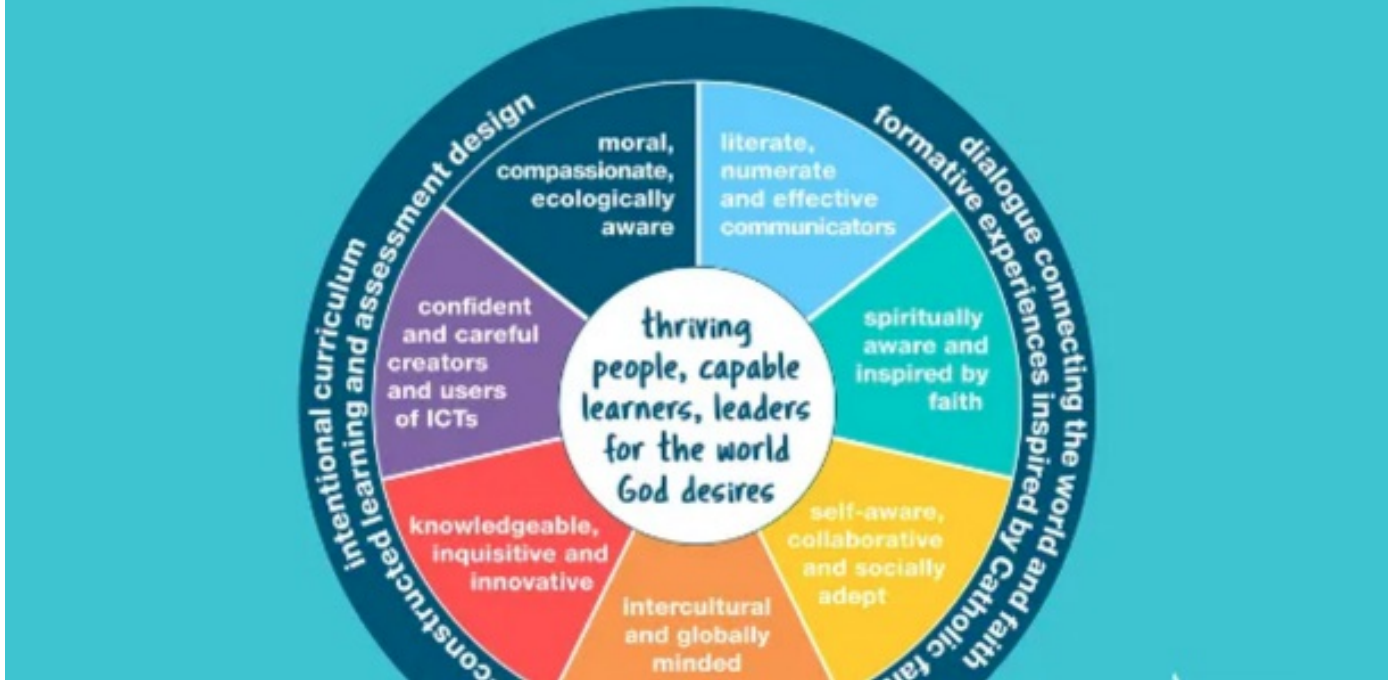 intentional curriculum
constructed learning and assessment design
dialogue connecting the world and faith
formative experiences inspired by Catholic
moral,
compassionate,
ecologically
aware
literate,
numerate
and effective
communicators
spiritually
aware and
inspired by
faith
self-aware,
collaborative
and socially
adept
intercultural
and globally
minded
knowledgeable,
inquisitive and
innovative
confident
and careful
creators
and users
of ICTs
thriving
people, capable
learners, leaders
for the world
God desires